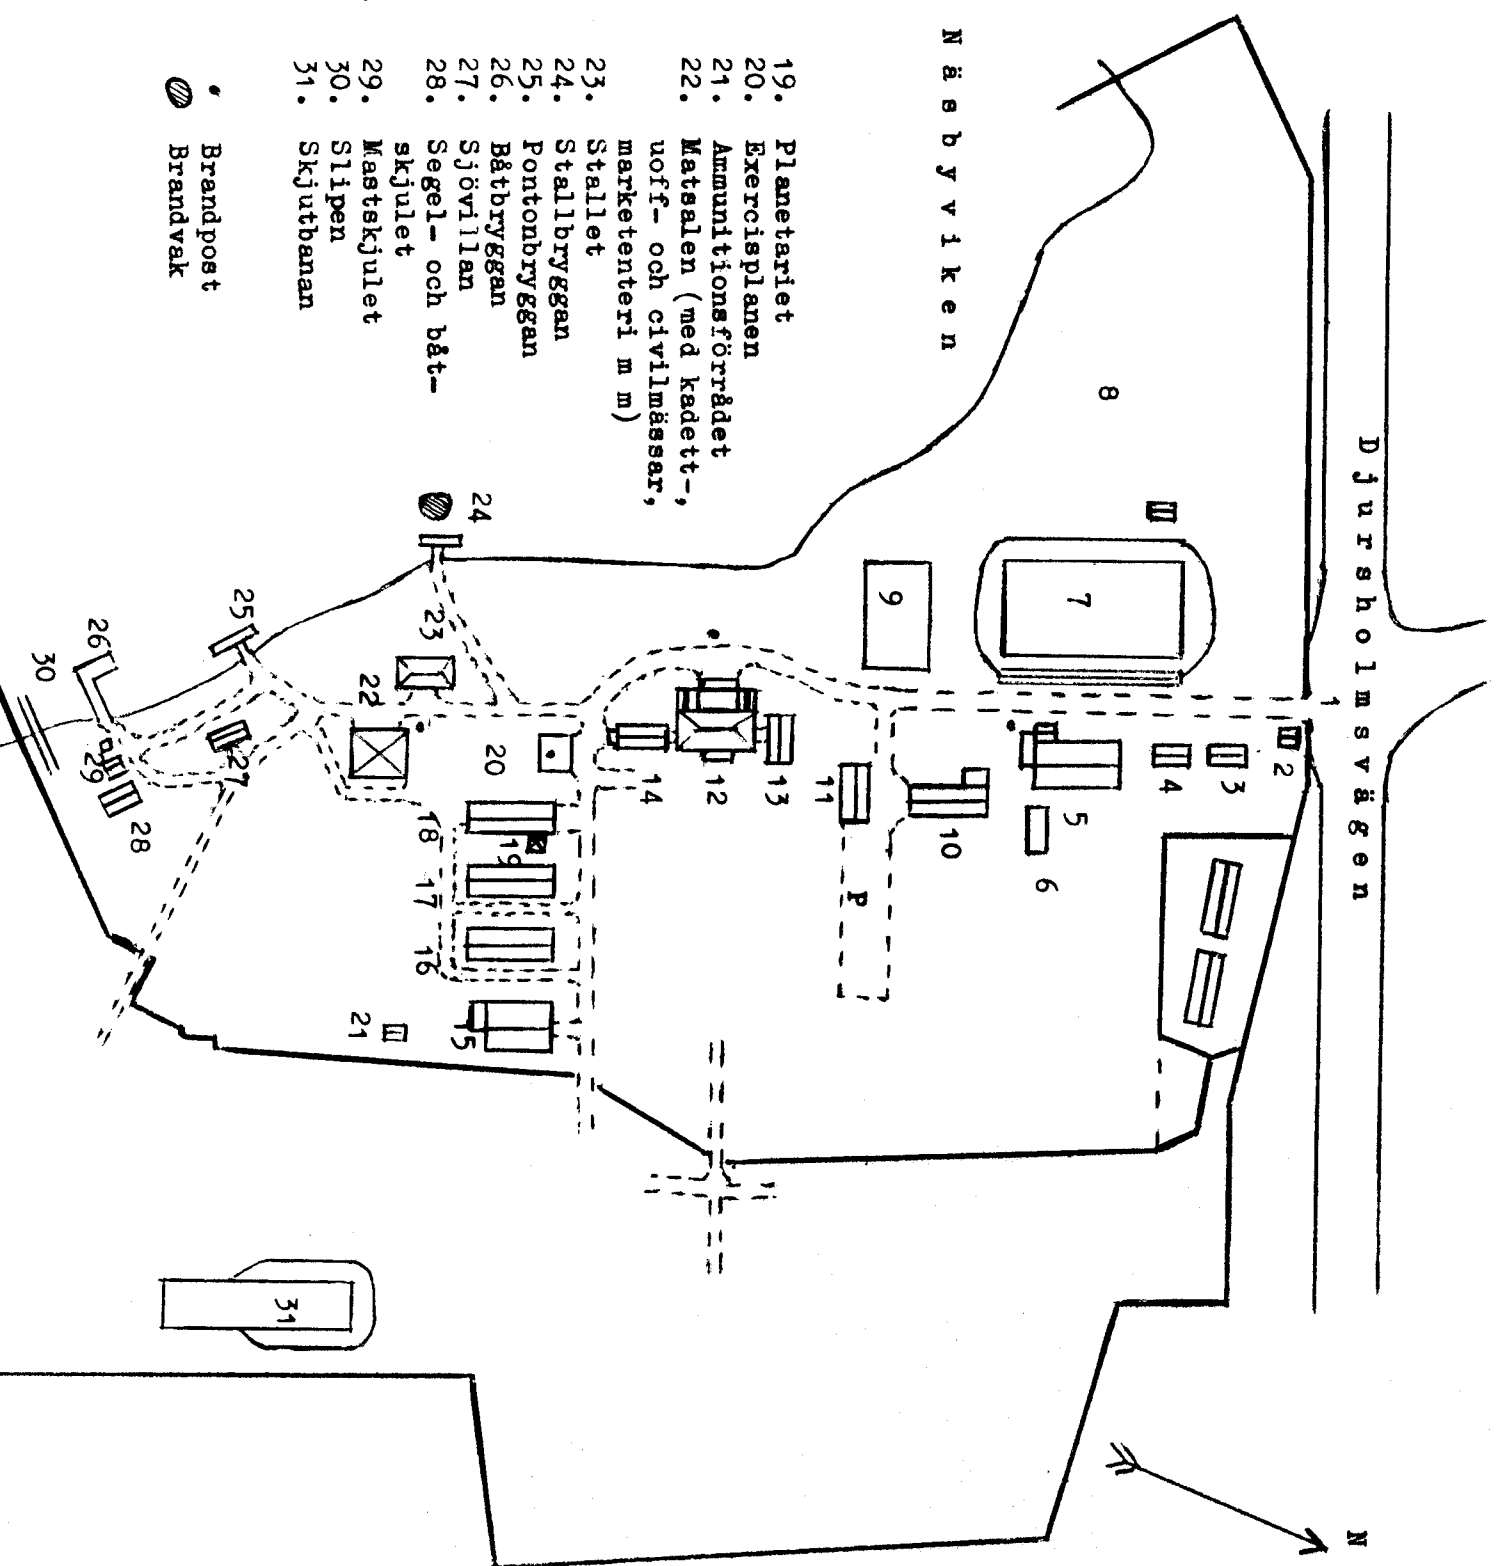 Djursholmsvägen
N
Näsbyviken
1
2
3
4
5
6
7
8
9
10
11
P
12
13
14
15
16
17
18
19
20
21
22
23
24
25
26
27
28
29
30
31
19. Planetariet
20. Exercisplanen
21. Ammunitionsförrådet
22. Matsalen (med kadett-,
uoff- och civilmässar,
marketenteri m m)
23. Stallet
24. Stallbryggan
25. Pontonbryggan
26. Båtbryggan
27. Sjövillan
28. Segel- och båt-
skjulet
29. Mastskjulet
30. Slipen
31. Skjutbanan
Brandpost
Brandvak